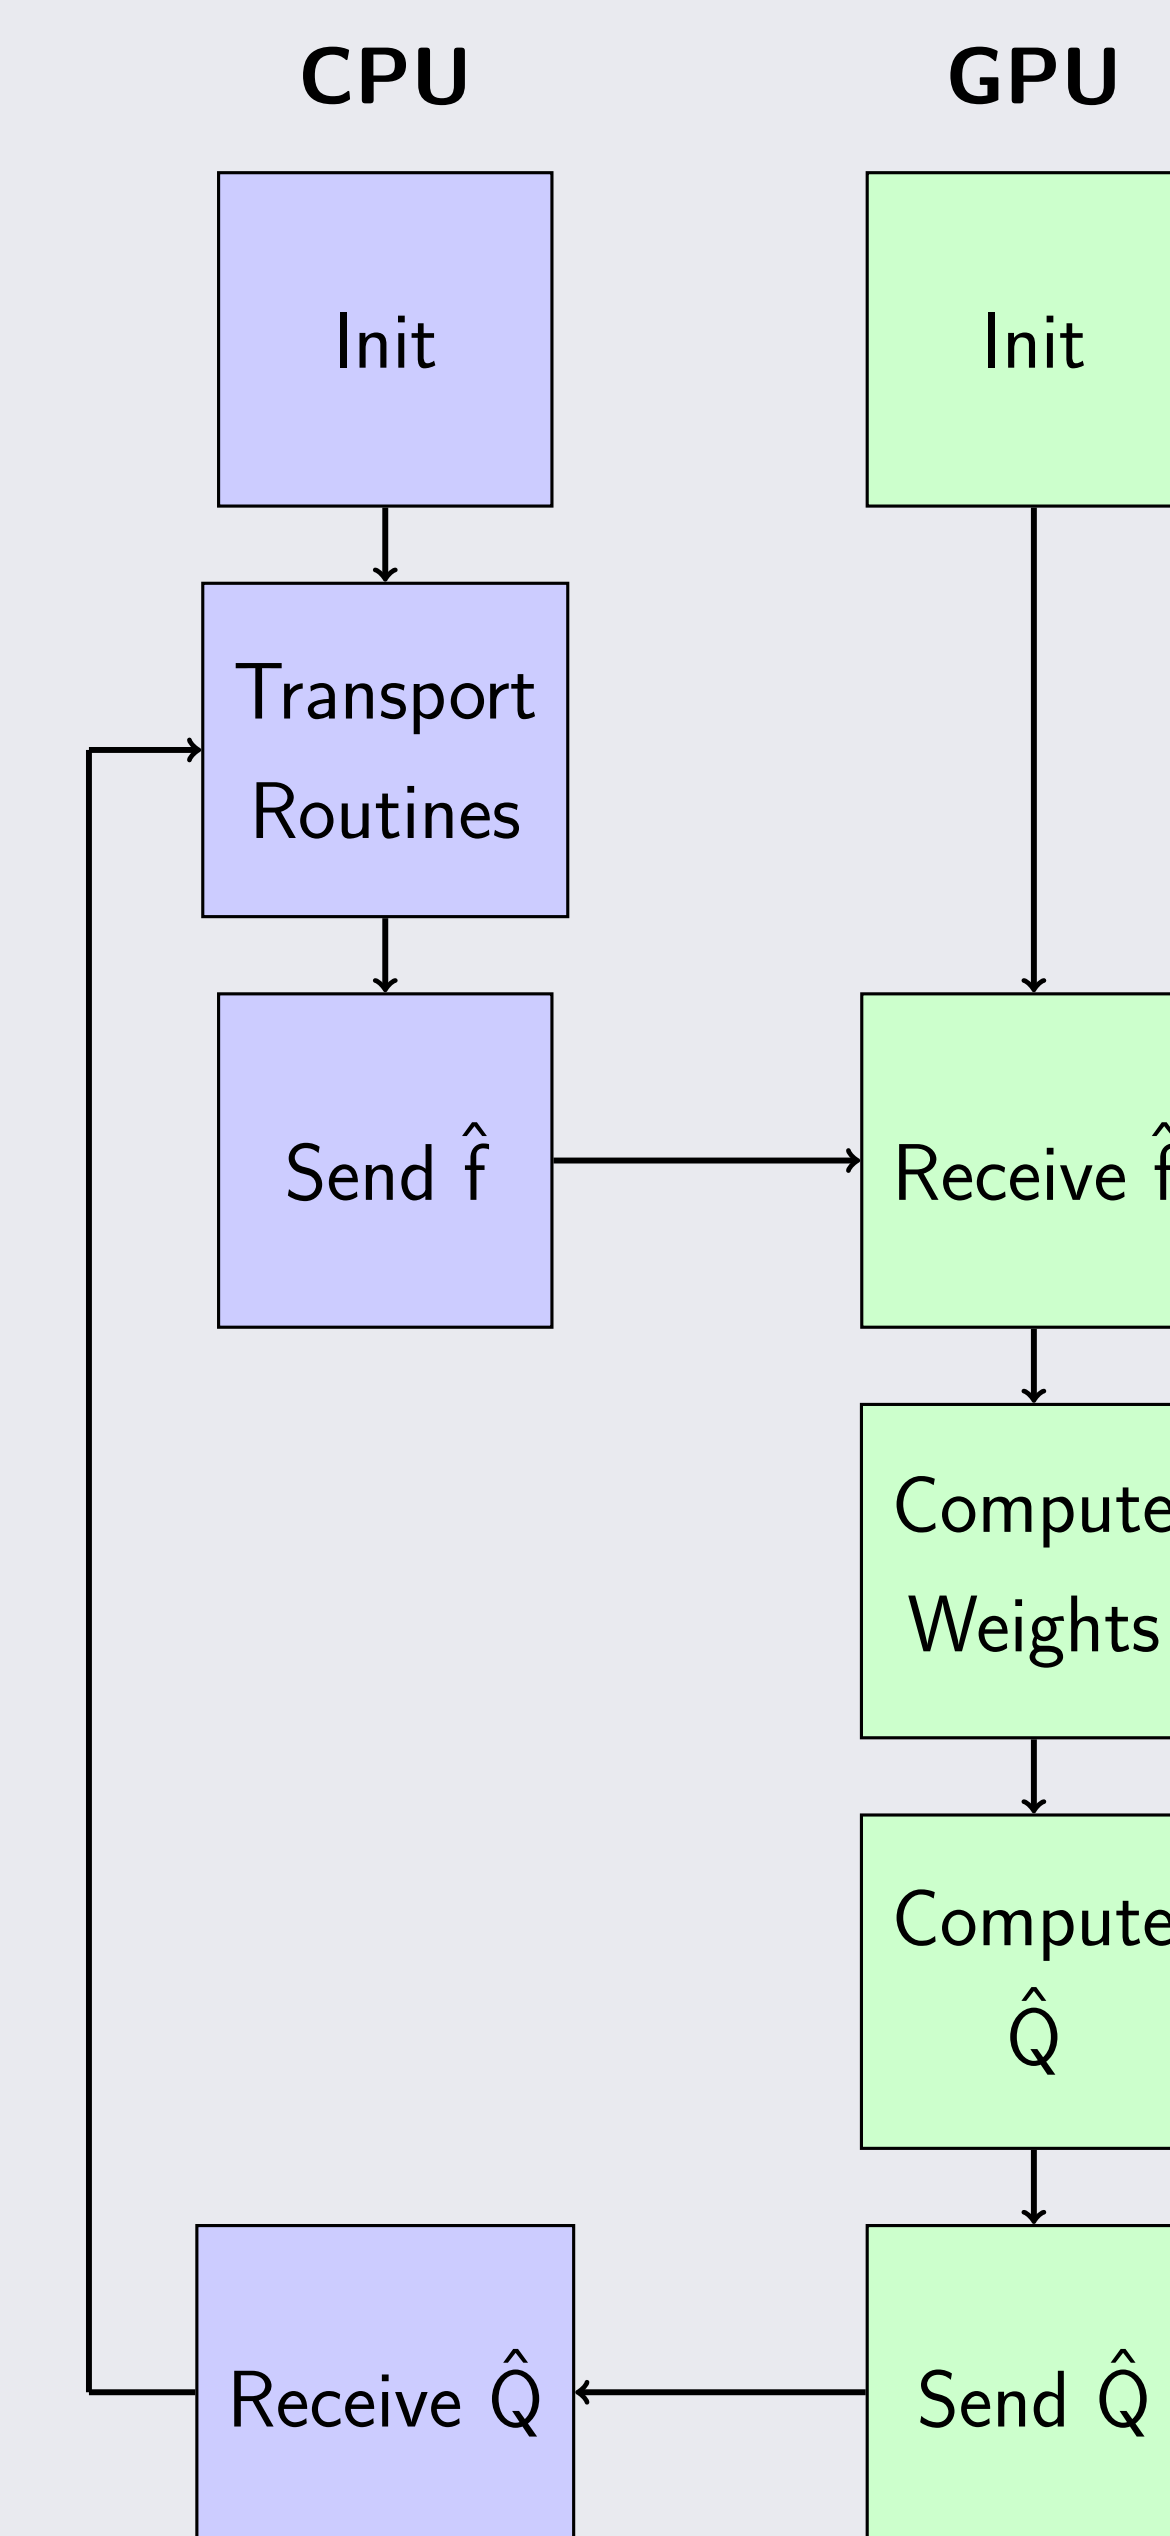 CPU
GPU
Init
Init
Transport
Routines
Send f̂
Receive f̂
Compute
Weights
Compute
Q̂
Receive Q̂
Send Q̂